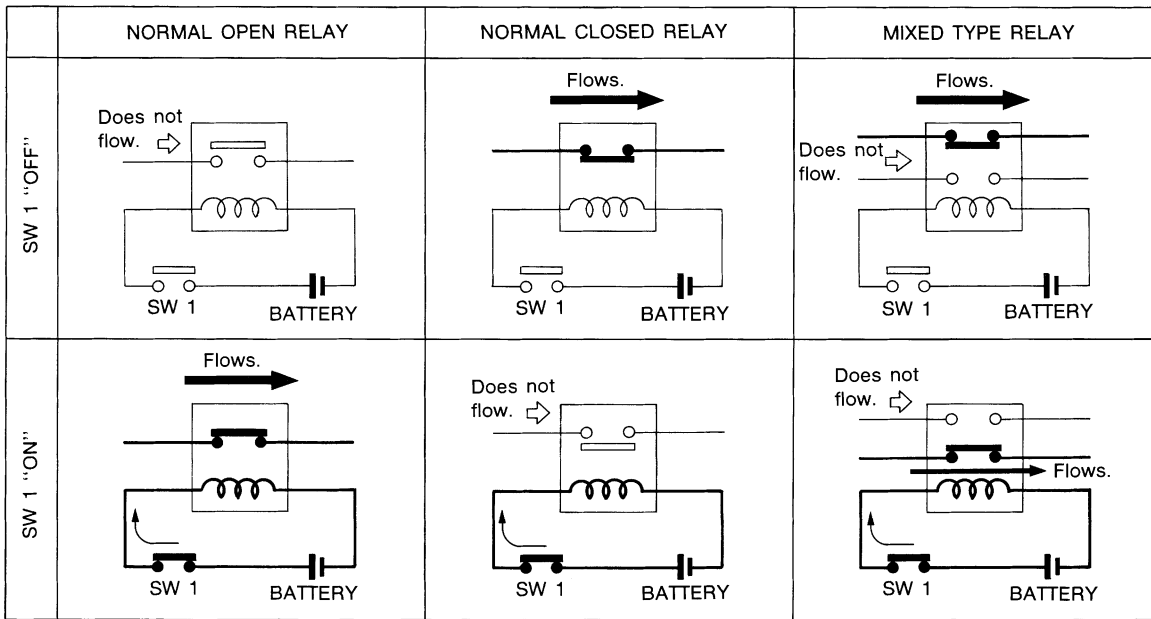 NORMAL OPEN RELAY
NORMAL CLOSED RELAY
MIXED TYPE RELAY
SW 1 "OFF"
Does not
flow.
SW 1
BATTERY
Flows.
SW 1
BATTERY
Flows.
Does not
flow.
SW 1
BATTERY
SW 1 "ON"
Flows.
SW 1
BATTERY
Does not
flow.
SW 1
BATTERY
Does not
flow.
Flows.
SW 1
BATTERY